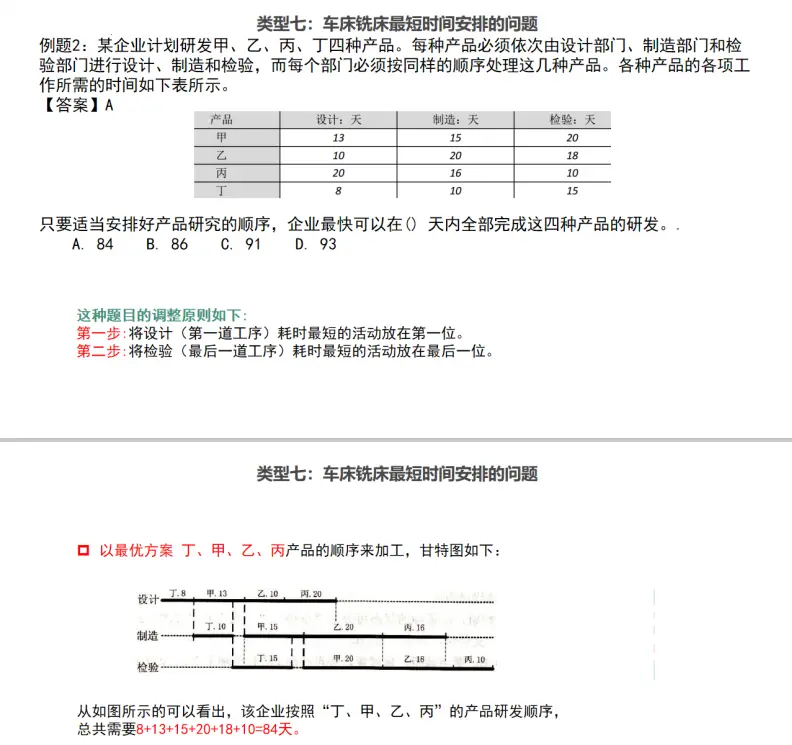 类型七：车床铣床最短时间安排的问题
例题2：某企业计划研发甲、乙、丙、丁四种产品。每种产品必须依次由设计部门、制造部门和检
验部门进行设计、制造和检验，而每个部门必须按同样的顺序处理这几种产品。各种产品的各项工
作所需的时间如下表所示。
【答案】A
产品 设计：天 制造：天 检验：天
甲 13 15 20
乙 10 20 18
丙 20 16 10
丁 8 10 15
只要适当安排好产品研究的顺序，企业最快可以在() 天内全部完成这四种产品的研发。.
A. 84 B. 86 C. 91 D. 93
这种题目的调整原则如下：
第一步:将设计（第一道工序）耗时最短的活动放在第一位。
第二步:将检验（最后一道工序）耗时最短的活动放在最后一位。
类型七：车床铣床最短时间安排的问题
以最优方案 丁、甲、乙、丙产品的顺序来加工，甘特图如下：
设计 丁.8 甲.13 乙.10 丙.20
制造 丁.10 甲.15 乙.20 丙.16
检验 丁.15 甲.20 乙.18 丙.10
从如图所示的可以看出，该企业按照“丁、甲、乙、丙”的产品研发顺序，
总共需要8+13+15+20+18+10=84天。